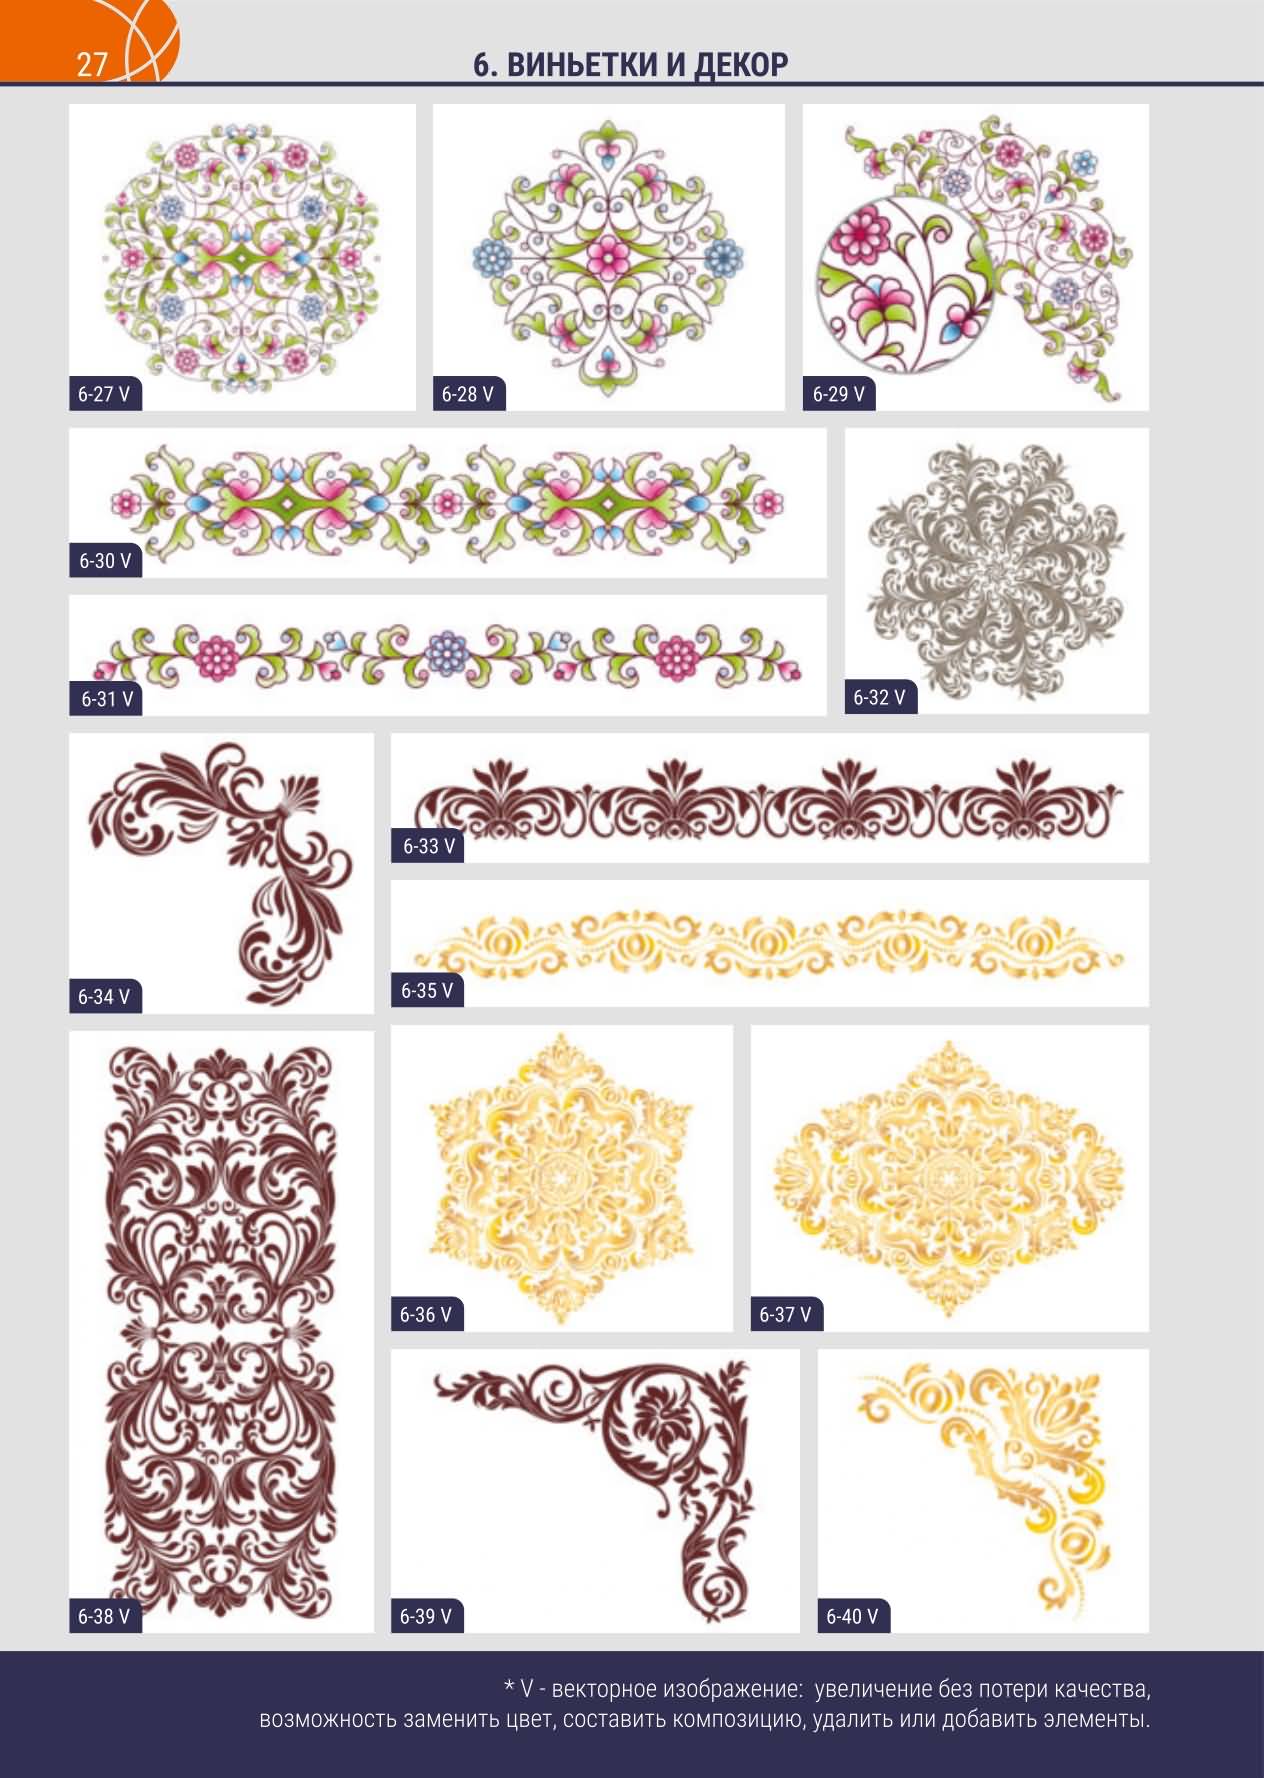 27
6. ВИНЬЕТКИ И ДЕКОР
6-27 V
6-28 V
6-29 V
6-30 V
6-31 V
6-32 V
6-33 V
6-34 V
6-35 V
6-36 V
6-37 V
6-38 V
6-39 V
6-40 V
* V - векторное изображение: увеличение без потери качества,
возможность заменить цвет, составить композицию, удалить или добавить элементы.